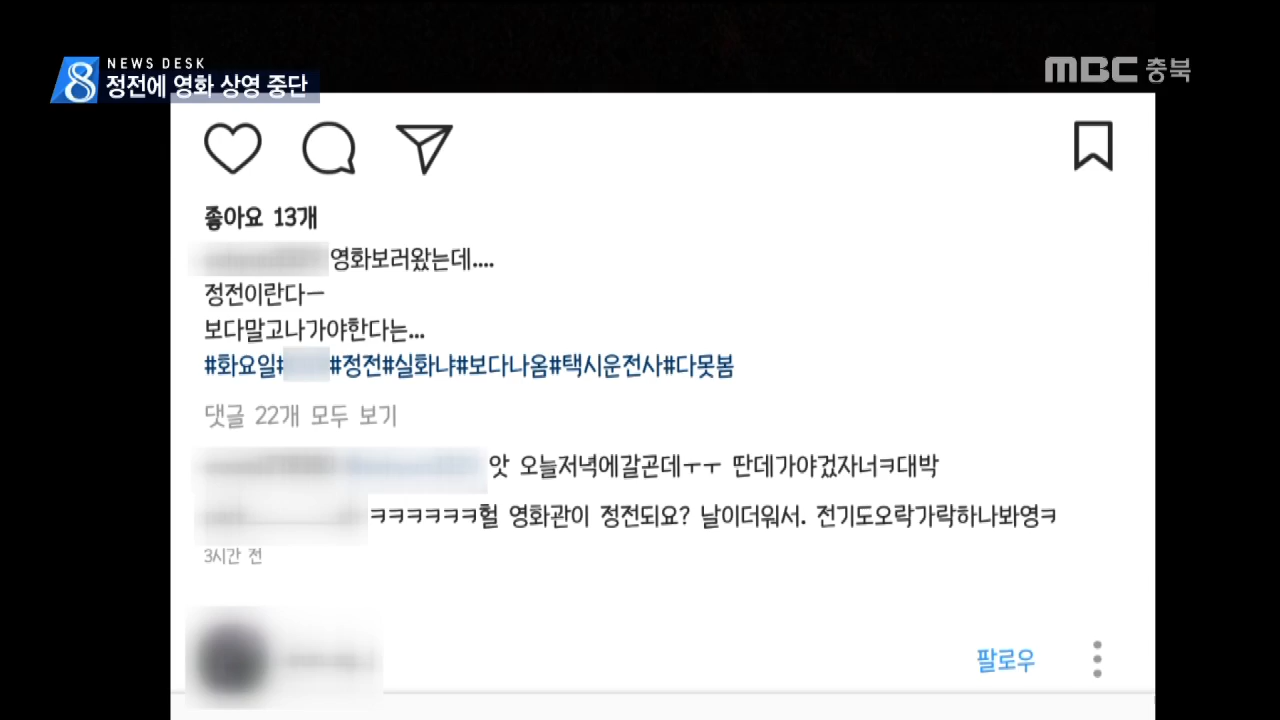 NEWS DESK
8 정전에 영화 상영 중단
MBC 충북
좋아요 13개
영화보러왔는데....
정전이란다ㅡ
보다말고나가야한다는...
#화요일# #정전#실화냐#보다나옴#택시운전사#다못봄
댓글 22개 모두 보기
앗 오늘저녁에갈곤데ㅜㅜ 딴데가야겄자너ㅋ대박
ㅋㅋㅋㅋㅋㅋ헐 영화관이 정전되요? 날이더워서. 전기도오락가락하나봐영ㅋ
3시간 전
팔로우